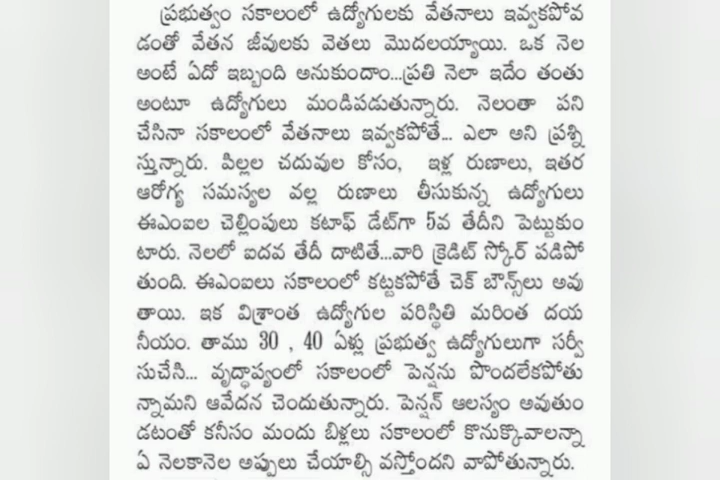 ప్రభుత్వం సకాలంలో ఉద్యోగులకు వేతనాలు ఇవ్వకపోవ
డంతో వేతన జీవులకు వెతలు మొదలయ్యాయి. ఒక నెల
అంటే ఏదో ఇబ్బంది అనుకుందాం...ప్రతి నెలా ఇదేం తంతు
అంటూ ఉద్యోగులు మండిపడుతున్నారు. నెలంతా పని
చేసినా సకాలంలో వేతనాలు ఇవ్వకపోతే... ఎలా అని ప్రశ్ని
స్తున్నారు. పిల్లల చదువుల కోసం, ఇళ్ల రుణాలు, ఇతర
ఆరోగ్య సమస్యల వల్ల రుణాలు తీసుకున్న ఉద్యోగులు
ఈఎంఐల చెల్లింపులు కటాఫ్ డేట్‌గా 5వ తేదీని పెట్టుకుం
టారు. నెలలో ఐదవ తేదీ దాటితే...వారి క్రెడిట్ స్కోర్ పడిపో
తుంది. ఈఎంఐలు సకాలంలో కట్టకపోతే చెక్ బౌన్స్‌లు అవు
తాయి. ఇక విశ్రాంత ఉద్యోగుల పరిస్థితి మరింత దయ
నీయం. తాము 30 , 40 ఏళ్లు ప్రభుత్వ ఉద్యోగులుగా సర్వీ
సుచేసి... వృద్ధాప్యంలో సకాలంలో పెన్షను పొందలేకపోతు
న్నామని ఆవేదన చెందుతున్నారు. పెన్షన్ ఆలస్యం అవుతుం
డటంతో కనీసం మందు బిళ్లలు సకాలంలో కొనుక్కోవాలన్నా
ఏ నెలకానెల అప్పులు చేయాల్సి వస్తోందని వాపోతున్నారు.